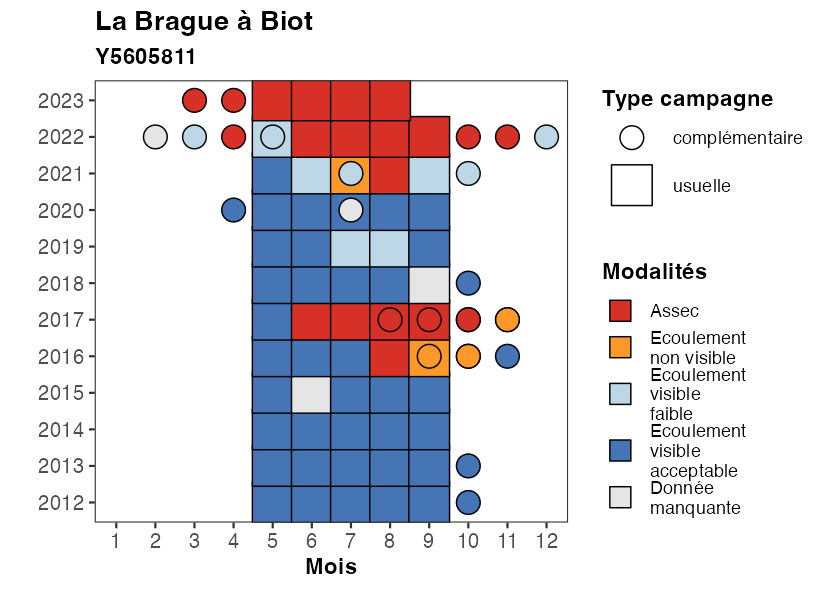 La Brague à Biot
Y5605811
2023
2022
2021
2020
2019
2018
2017
2016
2015
2014
2013
2012
1 2 3 4 5 6 7 8 9 10 11 12
Mois
Type campagne
complémentaire
usuelle
Modalités
Assec
Ecoulement
non visible
Ecoulement
visible
faible
Ecoulement
visible
acceptable
Donnée
manquante